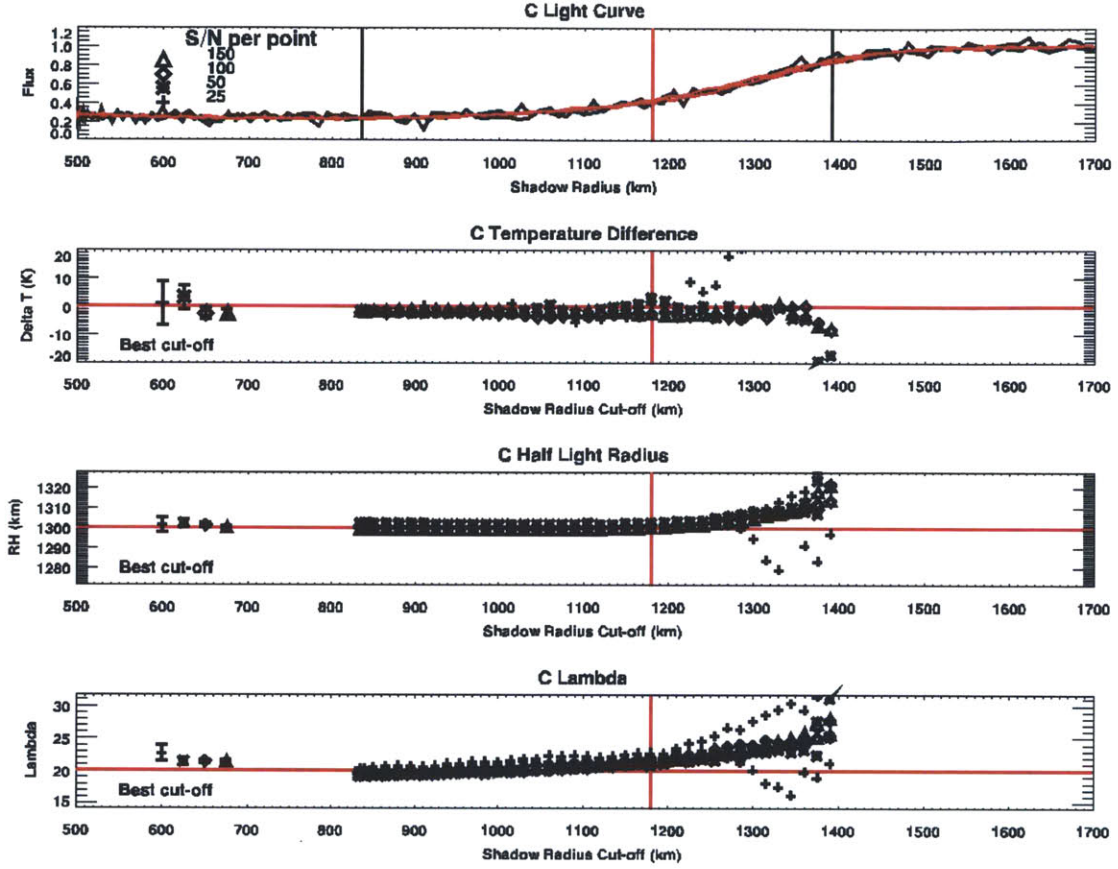 C Light Curve
S/N per point
150
100
50
25
Flux
1.2
1.0
0.8
0.6
0.4
0.2
0.0
500 600 700 800 900 1000 1100 1200 1300 1400 1500 1600 1700
Shadow Radius (km)
C Temperature Difference
Delta T (K)
20
10
0
-10
-20
Best cut-off
500 600 700 800 900 1000 1100 1200 1300 1400 1500 1600 1700
Shadow Radius Cut-off (km)
C Half Light Radius
RH (km)
1320
1310
1300
1290
1280
Best cut-off
500 600 700 800 900 1000 1100 1200 1300 1400 1500 1600 1700
Shadow Radius Cut-off (km)
C Lambda
Lambda
30
25
20
15
Best cut-off
500 600 700 800 900 1000 1100 1200 1300 1400 1500 1600 1700
Shadow Radius Cut-off (km)